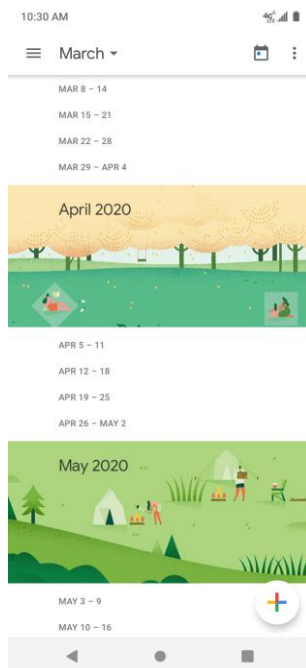 10:30 AM
March
MAR 8 – 14
MAR 15 – 21
MAR 22 – 28
MAR 29 – APR 4
April 2020
APR 5 – 11
APR 12 – 18
APR 19 – 25
APR 26 – MAY 2
May 2020
MAY 3 – 9
MAY 10 – 16